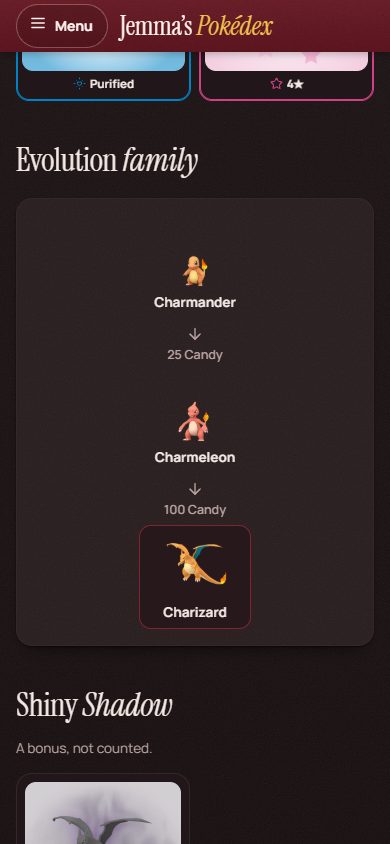 Menu
Jemma's Pokédex
Purified
4★
Evolution family
Charmander
25 Candy
Charmeleon
100 Candy
Charizard
Shiny Shadow
A bonus, not counted.